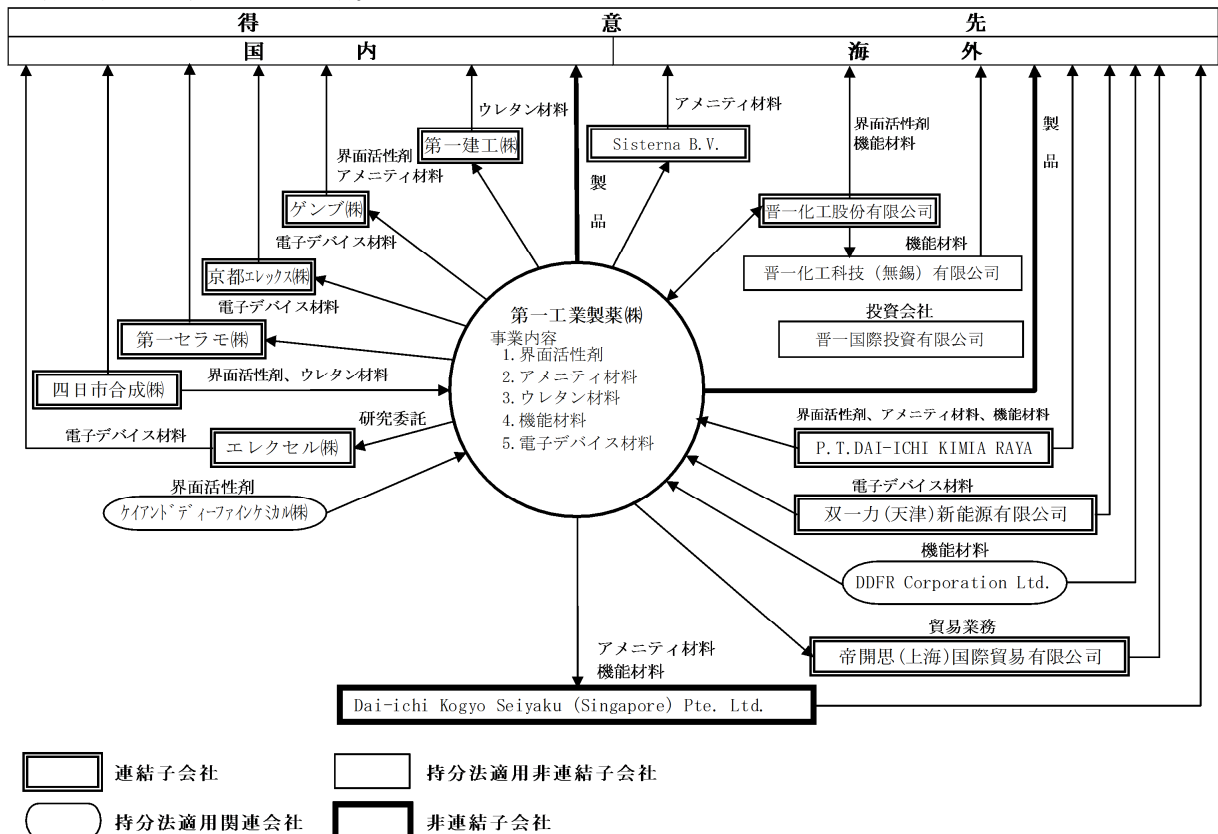 得意先
国内
海外
ウレタン材料
第一建工㈱
アメニティ材料
Sisterna B.V.
製品
界面活性剤
機能材料
製品
界面活性剤
アメニティ材料
ゲンブ㈱
晋一化工股份有限公司
電子デバイス材料
京都エレックス㈱
機能材料
晋一化工科技（無錫）有限公司
電子デバイス材料
第一セラモ㈱
投資会社
晋一国際投資有限公司
第一工業製薬㈱
事業内容
1.界面活性剤
2.アメニティ材料
3.ウレタン材料
4.機能材料
5.電子デバイス材料
四日市合成㈱
界面活性剤、ウレタン材料
電子デバイス材料
エレクセル㈱
研究委託
界面活性剤、アメニティ材料、機能材料
P.T.DAI-ICHI KIMIA RAYA
界面活性剤
ケイアンドディーファインケミカル㈱
電子デバイス材料
双一力(天津)新能源有限公司
機能材料
DDFR Corporation Ltd.
貿易業務
帝開思(上海)国際貿易有限公司
アメニティ材料
機能材料
Dai-ichi Kogyo Seiyaku (Singapore) Pte. Ltd.
連結子会社
持分法適用非連結子会社
持分法適用関連会社
非連結子会社